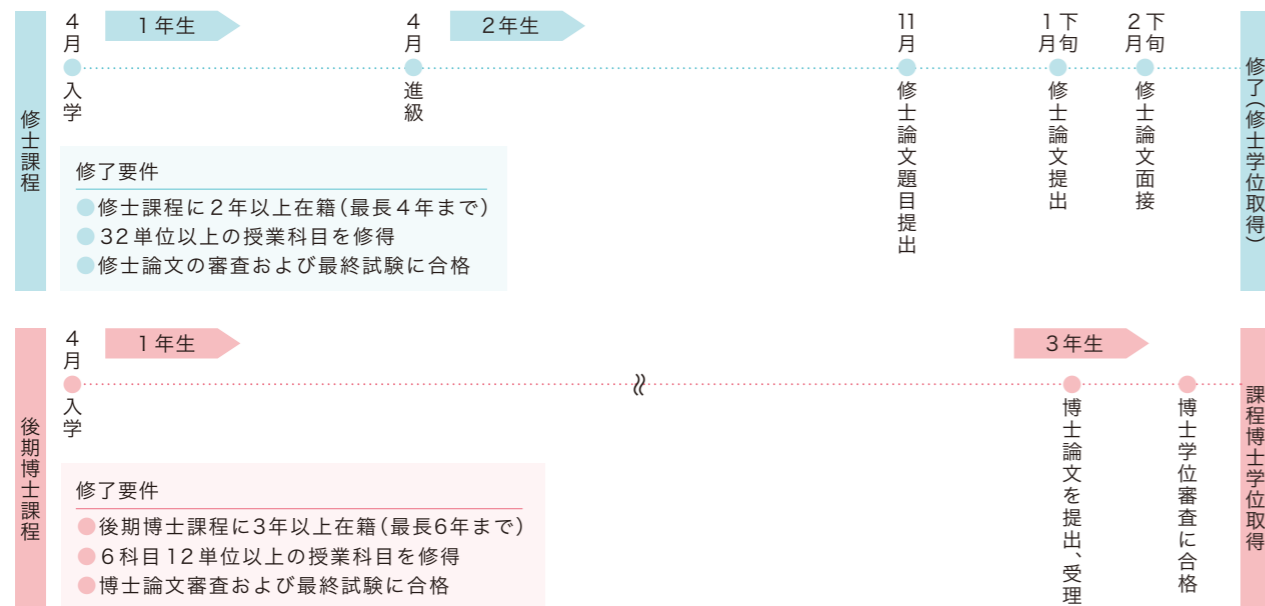 修士課程
4月
入学
1年生
4月
進級
2年生
11月
修士論文題目提出
1月下旬
修士論文提出
2月下旬
修士論文面接
修了（修士学位取得）
修了要件
●修士課程に2年以上在籍（最長4年まで）
●32単位以上の授業科目を修得
●修士論文の審査および最終試験に合格
後期博士課程
4月
入学
1年生
3年生
博士論文を提出、受理
博士学位審査に合格
課程博士学位取得
修了要件
●後期博士課程に3年以上在籍（最長6年まで）
●6科目12単位以上の授業科目を修得
●博士論文審査および最終試験に合格